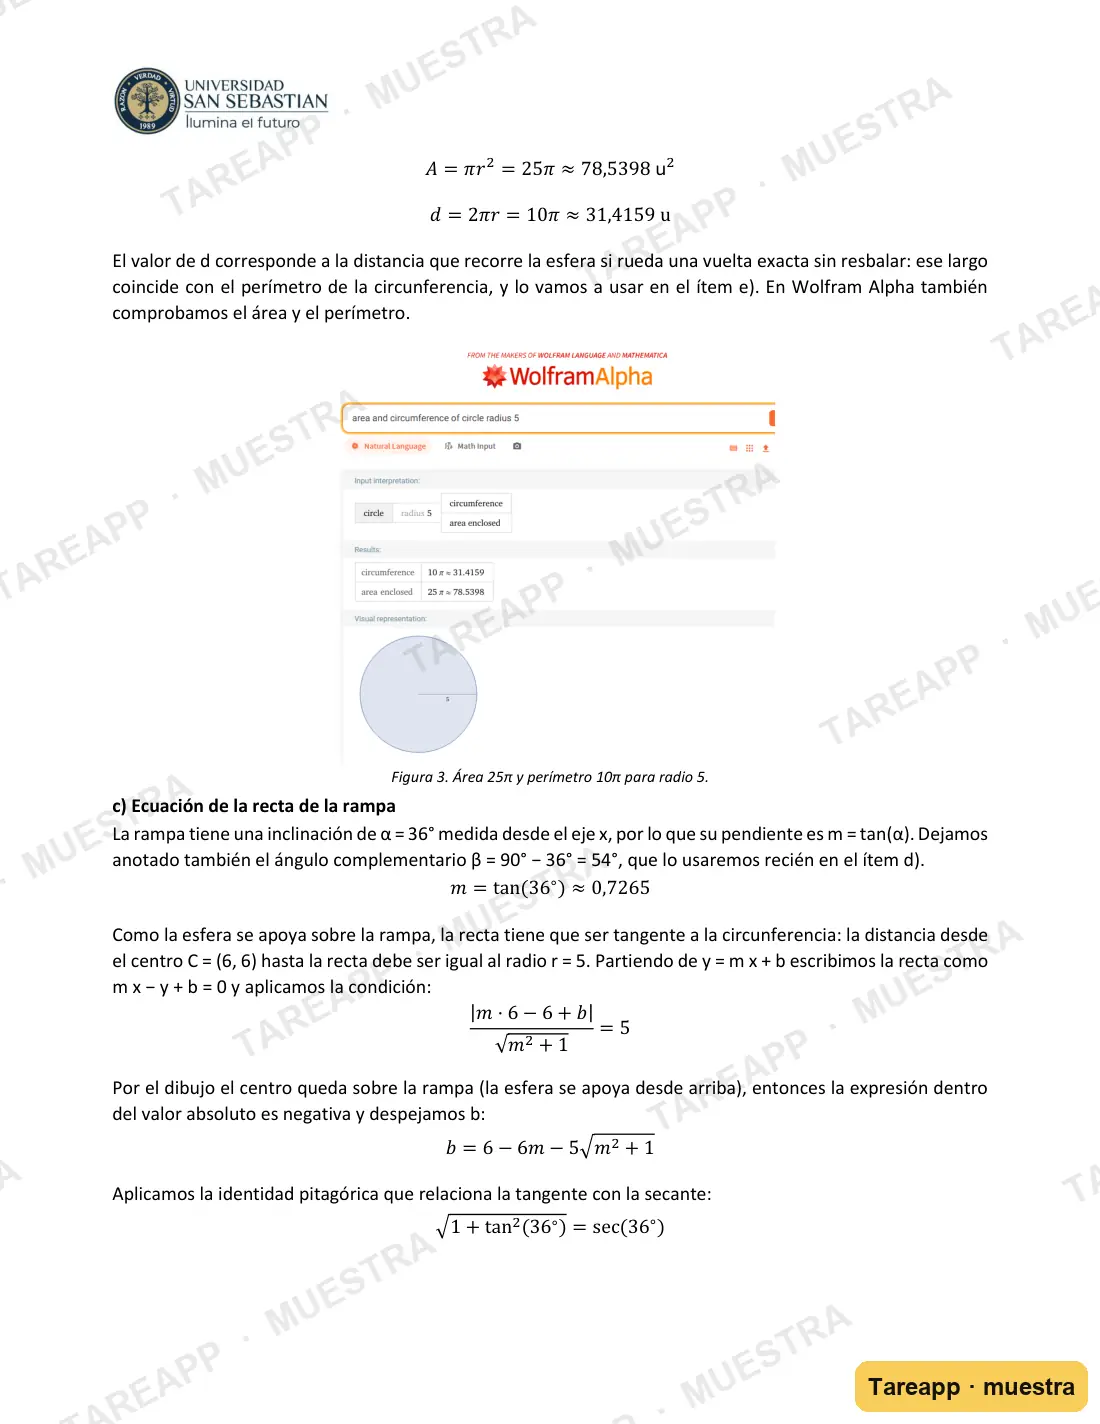 UNIVERSIDAD
SAN SEBASTIAN
Ilumina el futuro
RAZON · VERDAD · VIRTUD
1989
A = πr² = 25π ≈ 78,5398 u²
d = 2πr = 10π ≈ 31,4159 u
El valor de d corresponde a la distancia que recorre la esfera si rueda una vuelta exacta sin resbalar: ese largo
coincide con el perímetro de la circunferencia, y lo vamos a usar en el ítem e). En Wolfram Alpha también
comprobamos el área y el perímetro.
FROM THE MAKERS OF WOLFRAM LANGUAGE AND MATHEMATICA
WolframAlpha
area and circumference of circle radius 5
Natural Language Math Input
Input interpretation:
circle radius 5 circumference
area enclosed
Results:
circumference 10 π ≈ 31.4159
area enclosed 25 π ≈ 78.5398
Visual representation:
5
Figura 3. Área 25π y perímetro 10π para radio 5.
c) Ecuación de la recta de la rampa
La rampa tiene una inclinación de α = 36° medida desde el eje x, por lo que su pendiente es m = tan(α). Dejamos
anotado también el ángulo complementario β = 90° − 36° = 54°, que lo usaremos recién en el ítem d).
m = tan(36°) ≈ 0,7265
Como la esfera se apoya sobre la rampa, la recta tiene que ser tangente a la circunferencia: la distancia desde
el centro C = (6, 6) hasta la recta debe ser igual al radio r = 5. Partiendo de y = m x + b escribimos la recta como
m x − y + b = 0 y aplicamos la condición:
|m · 6 − 6 + b| / √(m² + 1) = 5
Por el dibujo el centro queda sobre la rampa (la esfera se apoya desde arriba), entonces la expresión dentro
del valor absoluto es negativa y despejamos b:
b = 6 − 6m − 5√(m² + 1)
Aplicamos la identidad pitagórica que relaciona la tangente con la secante:
√(1 + tan²(36°)) = sec(36°)
Tareapp · muestra
TAREAPP · MUESTRA